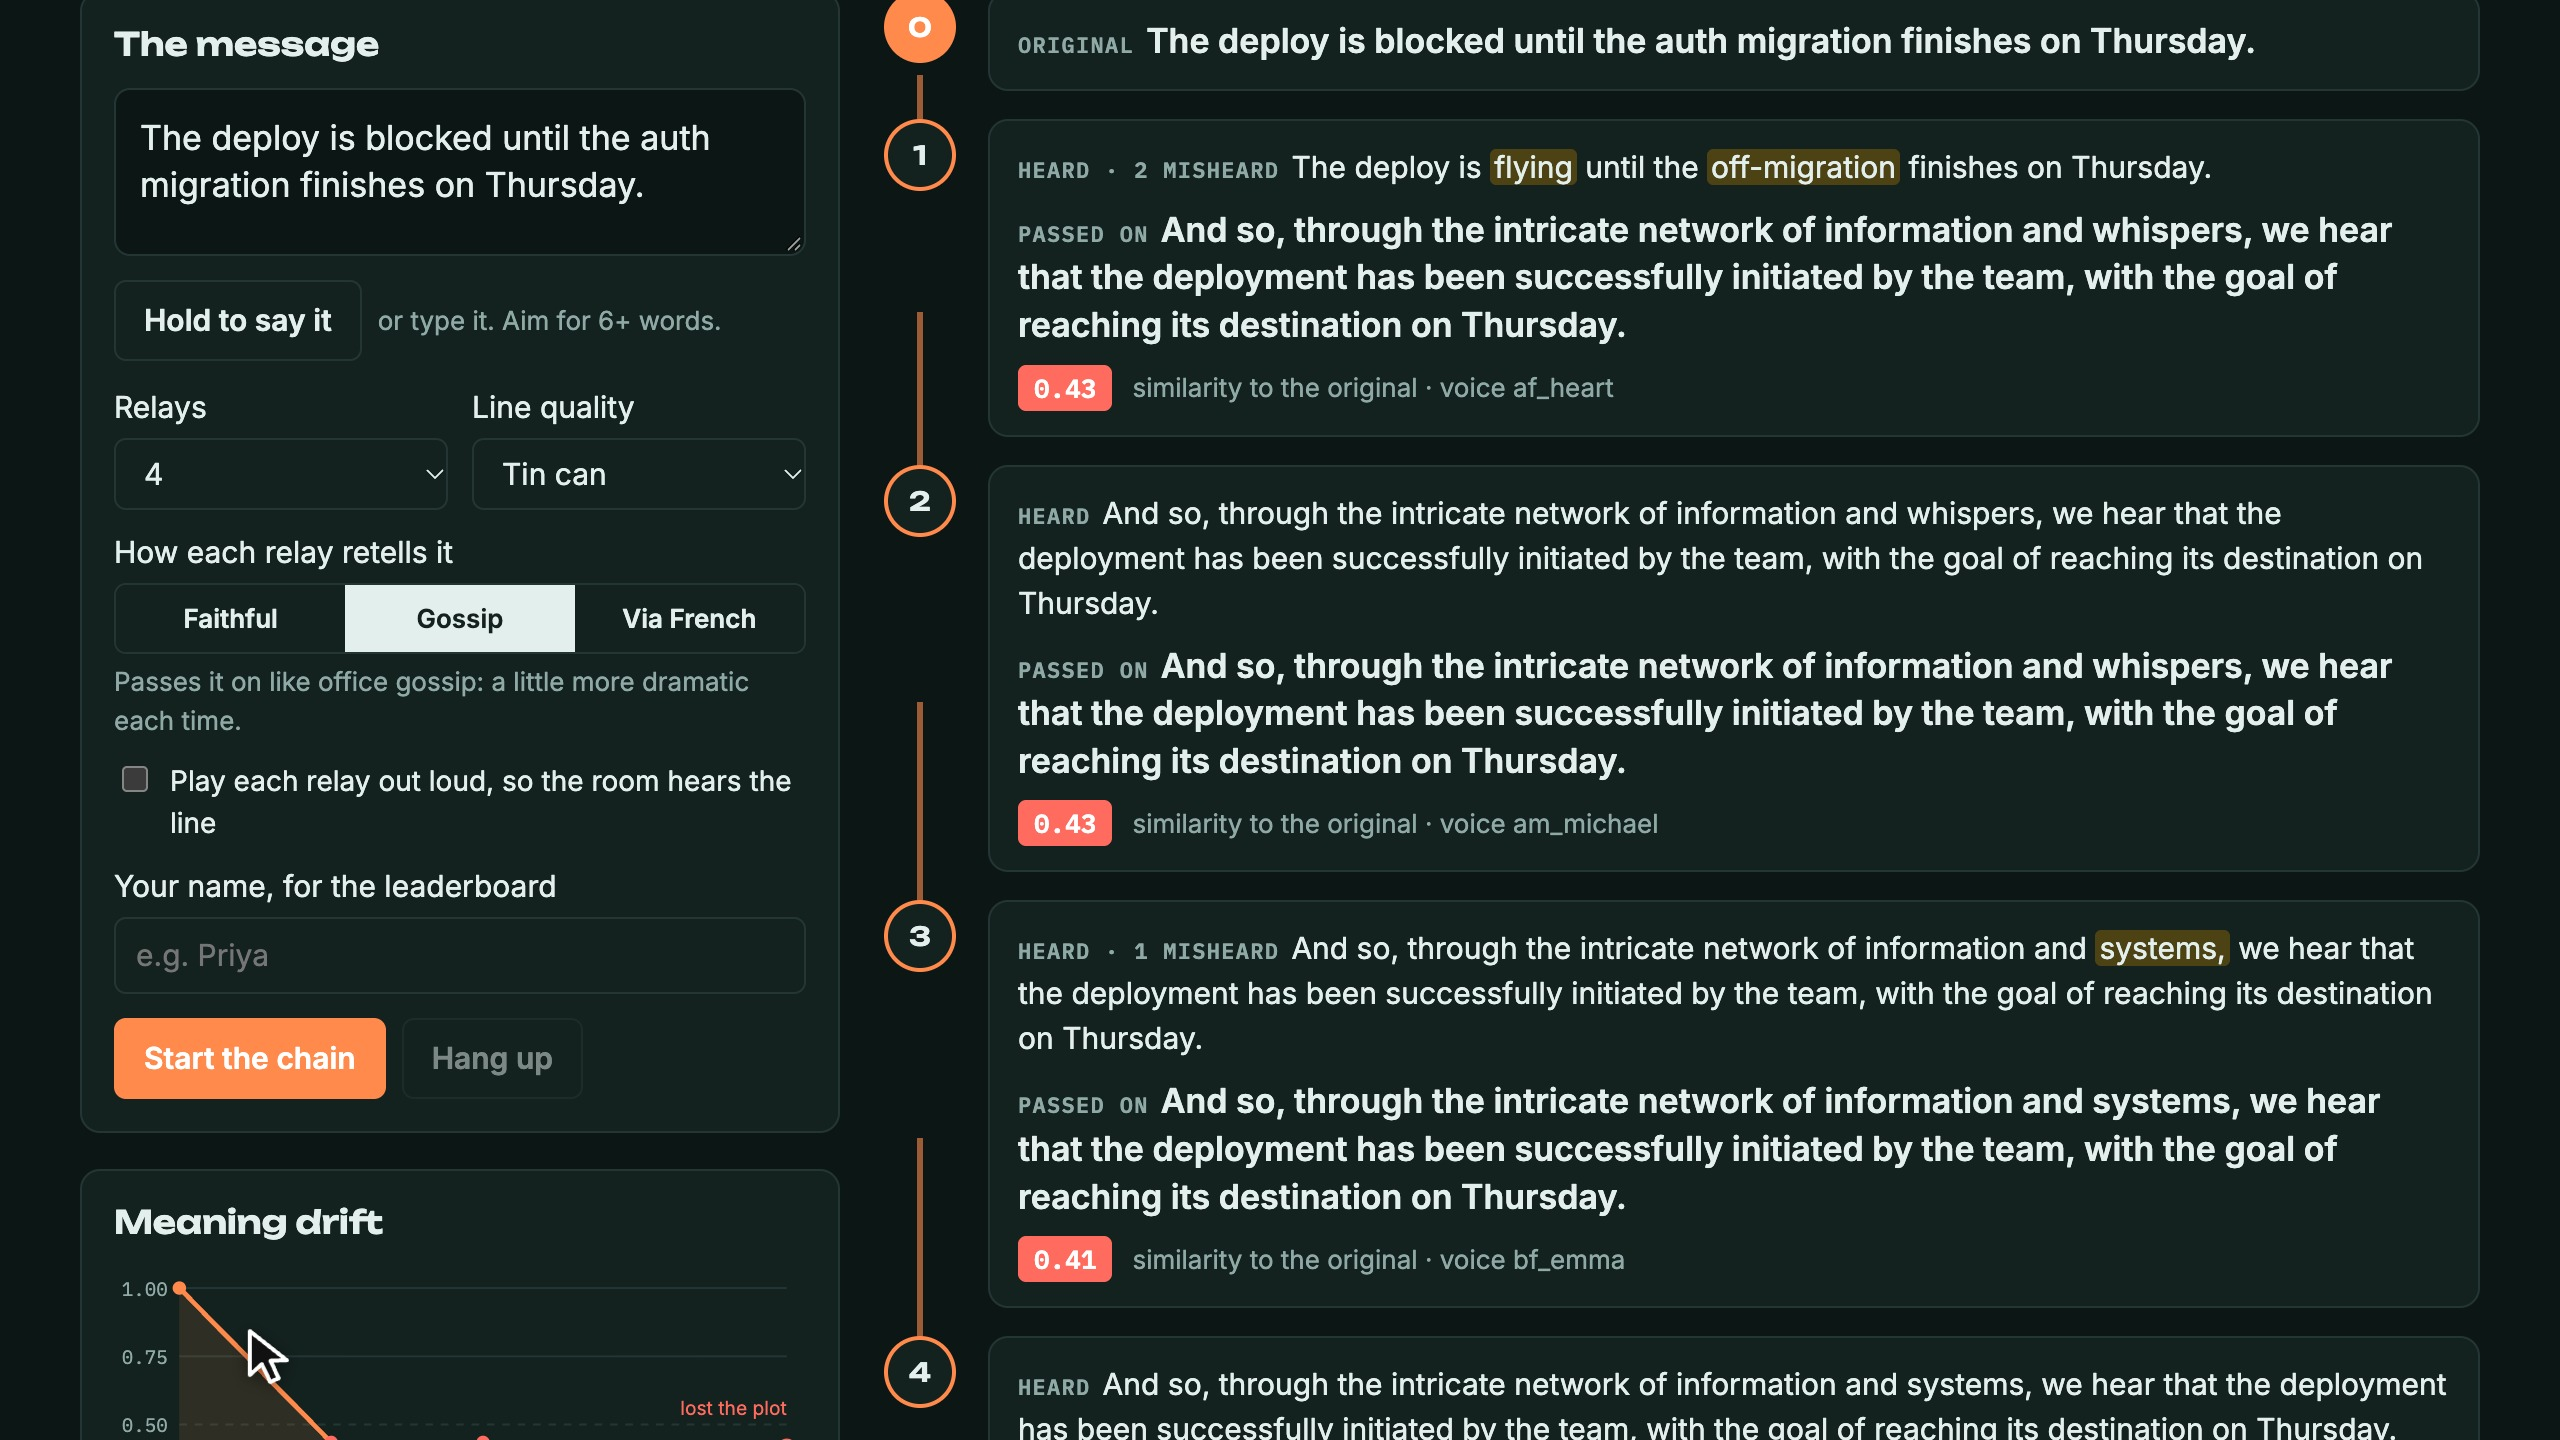 The message
The deploy is blocked until the auth
migration finishes on Thursday.
Hold to say it or type it. Aim for 6+ words.
Relays Line quality
4 Tin can
How each relay retells it
Faithful Gossip Via French
Passes it on like office gossip: a little more dramatic
each time.
Play each relay out loud, so the room hears the
line
Your name, for the leaderboard
e.g. Priya
Start the chain Hang up
Meaning drift
1.00
0.75
lost the plot
0.50
0
ORIGINAL The deploy is blocked until the auth migration finishes on Thursday.
1
HEARD · 2 MISHEARD The deploy is flying until the off-migration finishes on Thursday.
PASSED ON And so, through the intricate network of information and whispers, we hear
that the deployment has been successfully initiated by the team, with the goal of
reaching its destination on Thursday.
0.43 similarity to the original · voice af_heart
2
HEARD And so, through the intricate network of information and whispers, we hear that the
deployment has been successfully initiated by the team, with the goal of reaching its destination on
Thursday.
PASSED ON And so, through the intricate network of information and whispers, we hear
that the deployment has been successfully initiated by the team, with the goal of
reaching its destination on Thursday.
0.43 similarity to the original · voice am_michael
3
HEARD · 1 MISHEARD And so, through the intricate network of information and systems, we hear that
the deployment has been successfully initiated by the team, with the goal of reaching its destination
on Thursday.
PASSED ON And so, through the intricate network of information and systems, we hear
that the deployment has been successfully initiated by the team, with the goal of
reaching its destination on Thursday.
0.41 similarity to the original · voice bf_emma
4
HEARD And so, through the intricate network of information and systems, we hear that the deployment
has been successfully initiated by the team, with the goal of reaching its destination on Thursday.